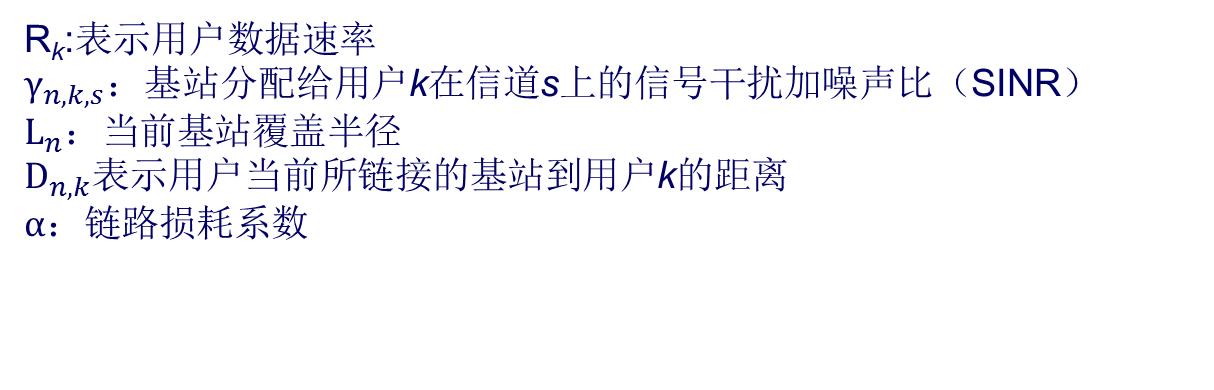 Rk:表示用户数据速率
γn,k,s：基站分配给用户k在信道s上的信号干扰加噪声比（SINR）
Ln：当前基站覆盖半径
Dn,k表示用户当前所链接的基站到用户k的距离
α：链路损耗系数